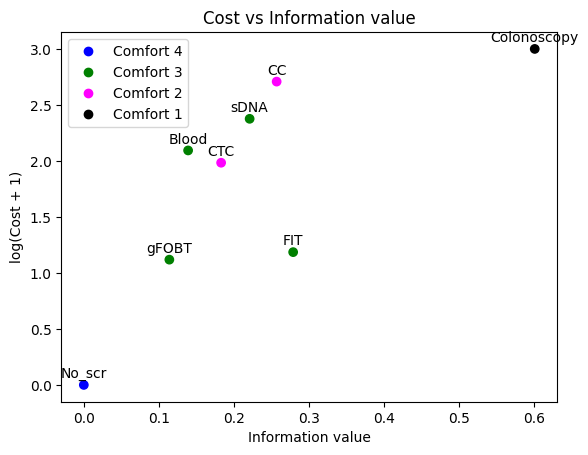 Cost vs Information value
Comfort 4
Comfort 3
Comfort 2
Comfort 1
Colonoscopy
CC
sDNA
Blood
CTC
gFOBT
FIT
No_scr
log(Cost + 1)
3.0
2.5
2.0
1.5
1.0
0.5
0.0
0.0 0.1 0.2 0.3 0.4 0.5 0.6
Information value